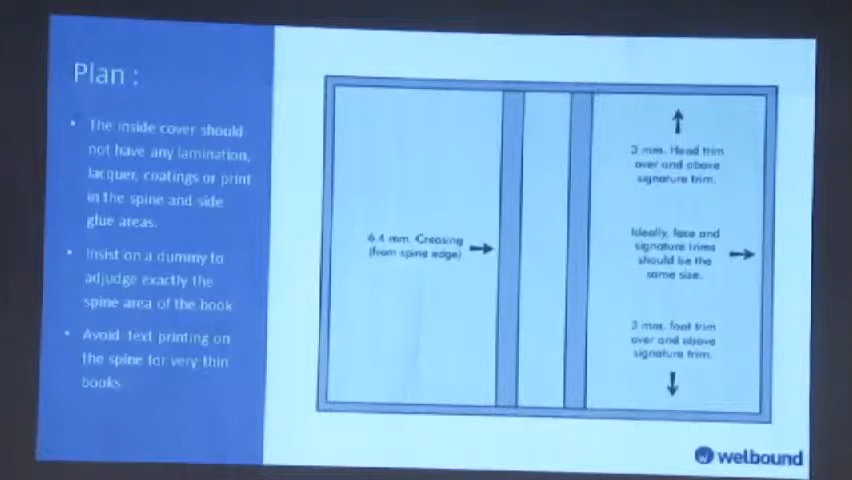 Plan :
• The inside cover should
not have any lamination,
lacquer, coatings or print
in the spine and side
glue areas.
• Insist on a dummy to
adjudge exactly the
spine area of the book
• Avoid text printing on
the spine for very thin
books
6.4 mm. Creasing
(from spine edge)
3 mm. Head trim
over and above
signature trim.
Ideally, face and
signature trims
should be the
same size.
3 mm. foot trim
over and above
signature trim.
welbound